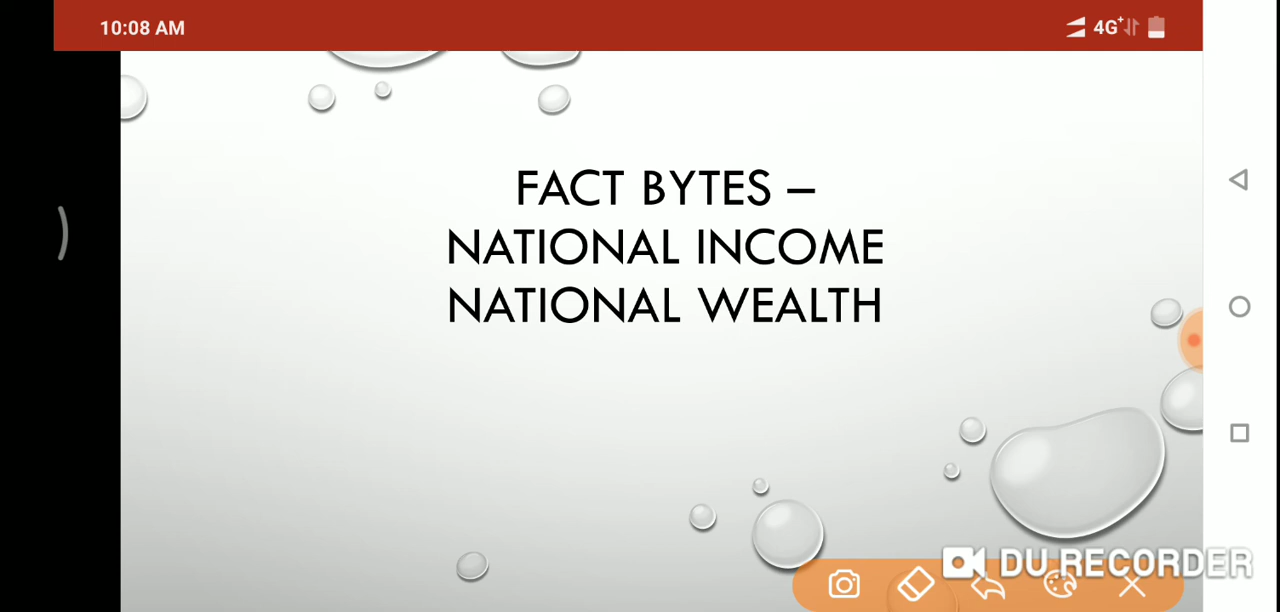 10:08 AM
4G+
FACT BYTES –
NATIONAL INCOME
NATIONAL WEALTH
DU RECORDER